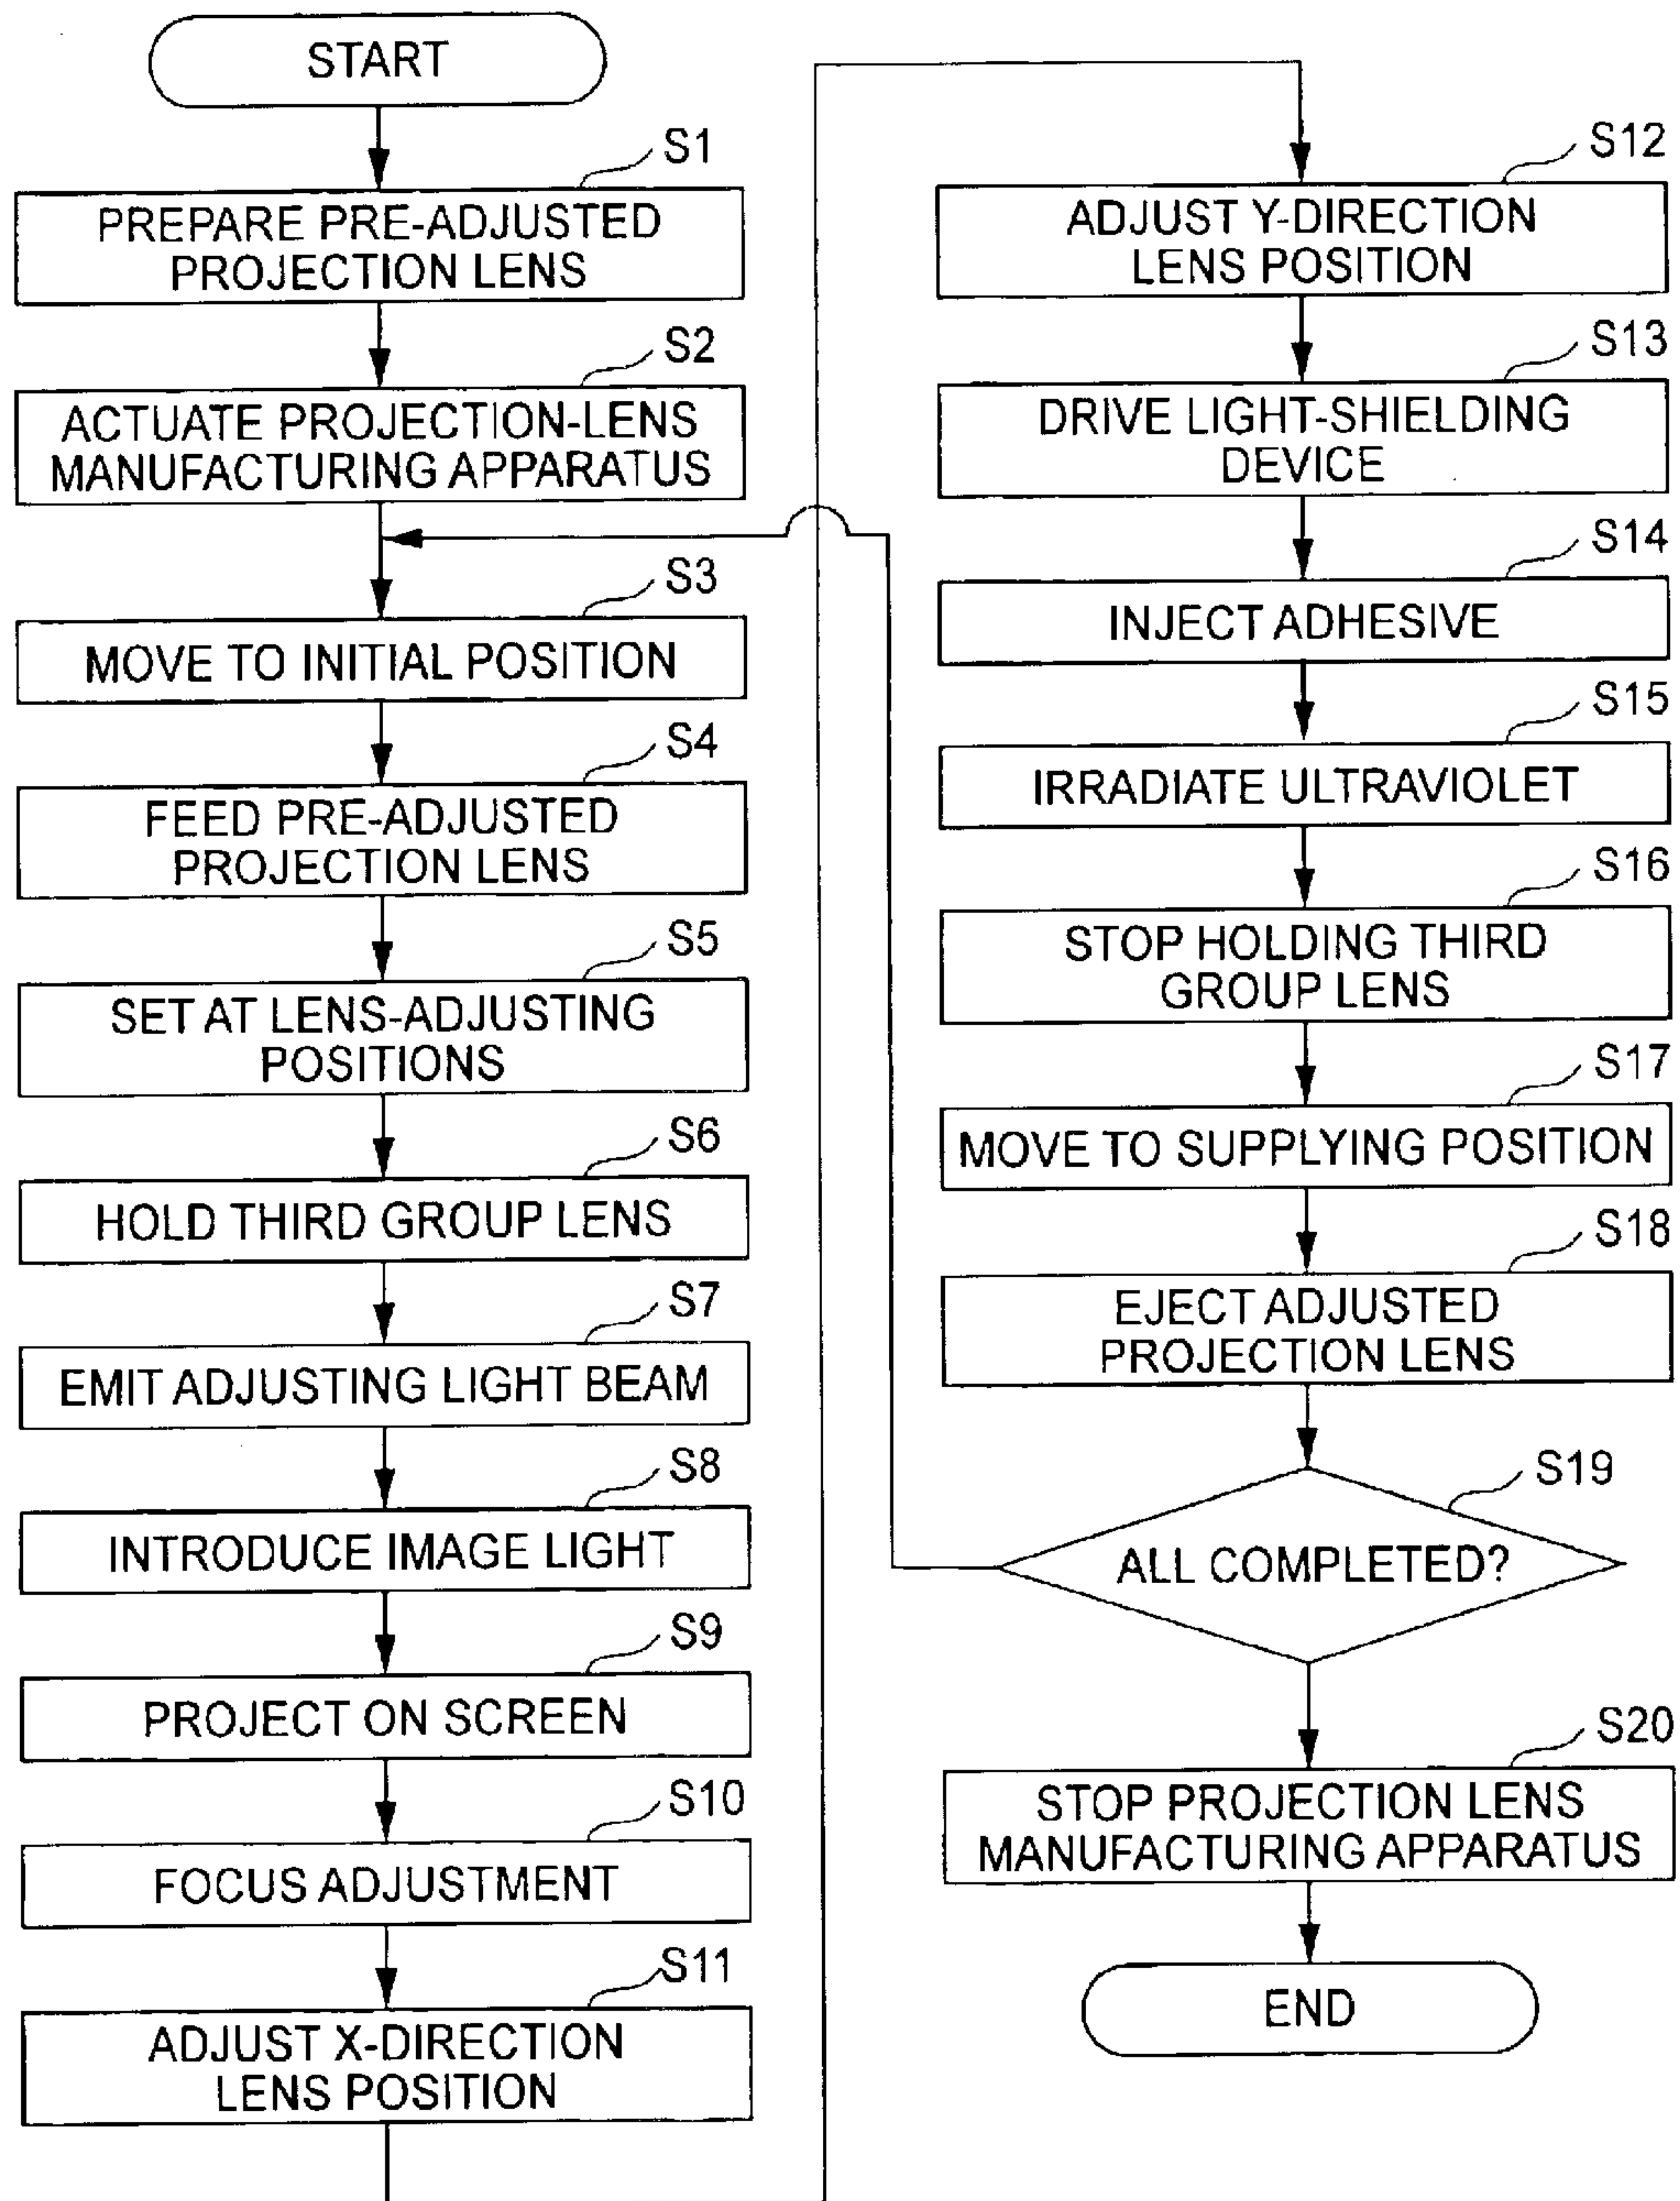 START
S1
PREPARE PRE-ADJUSTED
PROJECTION LENS
S2
ACTUATE PROJECTION-LENS
MANUFACTURING APPARATUS
S3
MOVE TO INITIAL POSITION
S4
FEED PRE-ADJUSTED
PROJECTION LENS
S5
SET AT LENS-ADJUSTING
POSITIONS
S6
HOLD THIRD GROUP LENS
S7
EMIT ADJUSTING LIGHT BEAM
S8
INTRODUCE IMAGE LIGHT
S9
PROJECT ON SCREEN
S10
FOCUS ADJUSTMENT
S11
ADJUST X-DIRECTION
LENS POSITION
S12
ADJUST Y-DIRECTION
LENS POSITION
S13
DRIVE LIGHT-SHIELDING
DEVICE
S14
INJECT ADHESIVE
S15
IRRADIATE ULTRAVIOLET
S16
STOP HOLDING THIRD
GROUP LENS
S17
MOVE TO SUPPLYING POSITION
S18
EJECT ADJUSTED
PROJECTION LENS
S19
ALL COMPLETED?
S20
STOP PROJECTION LENS
MANUFACTURING APPARATUS
END